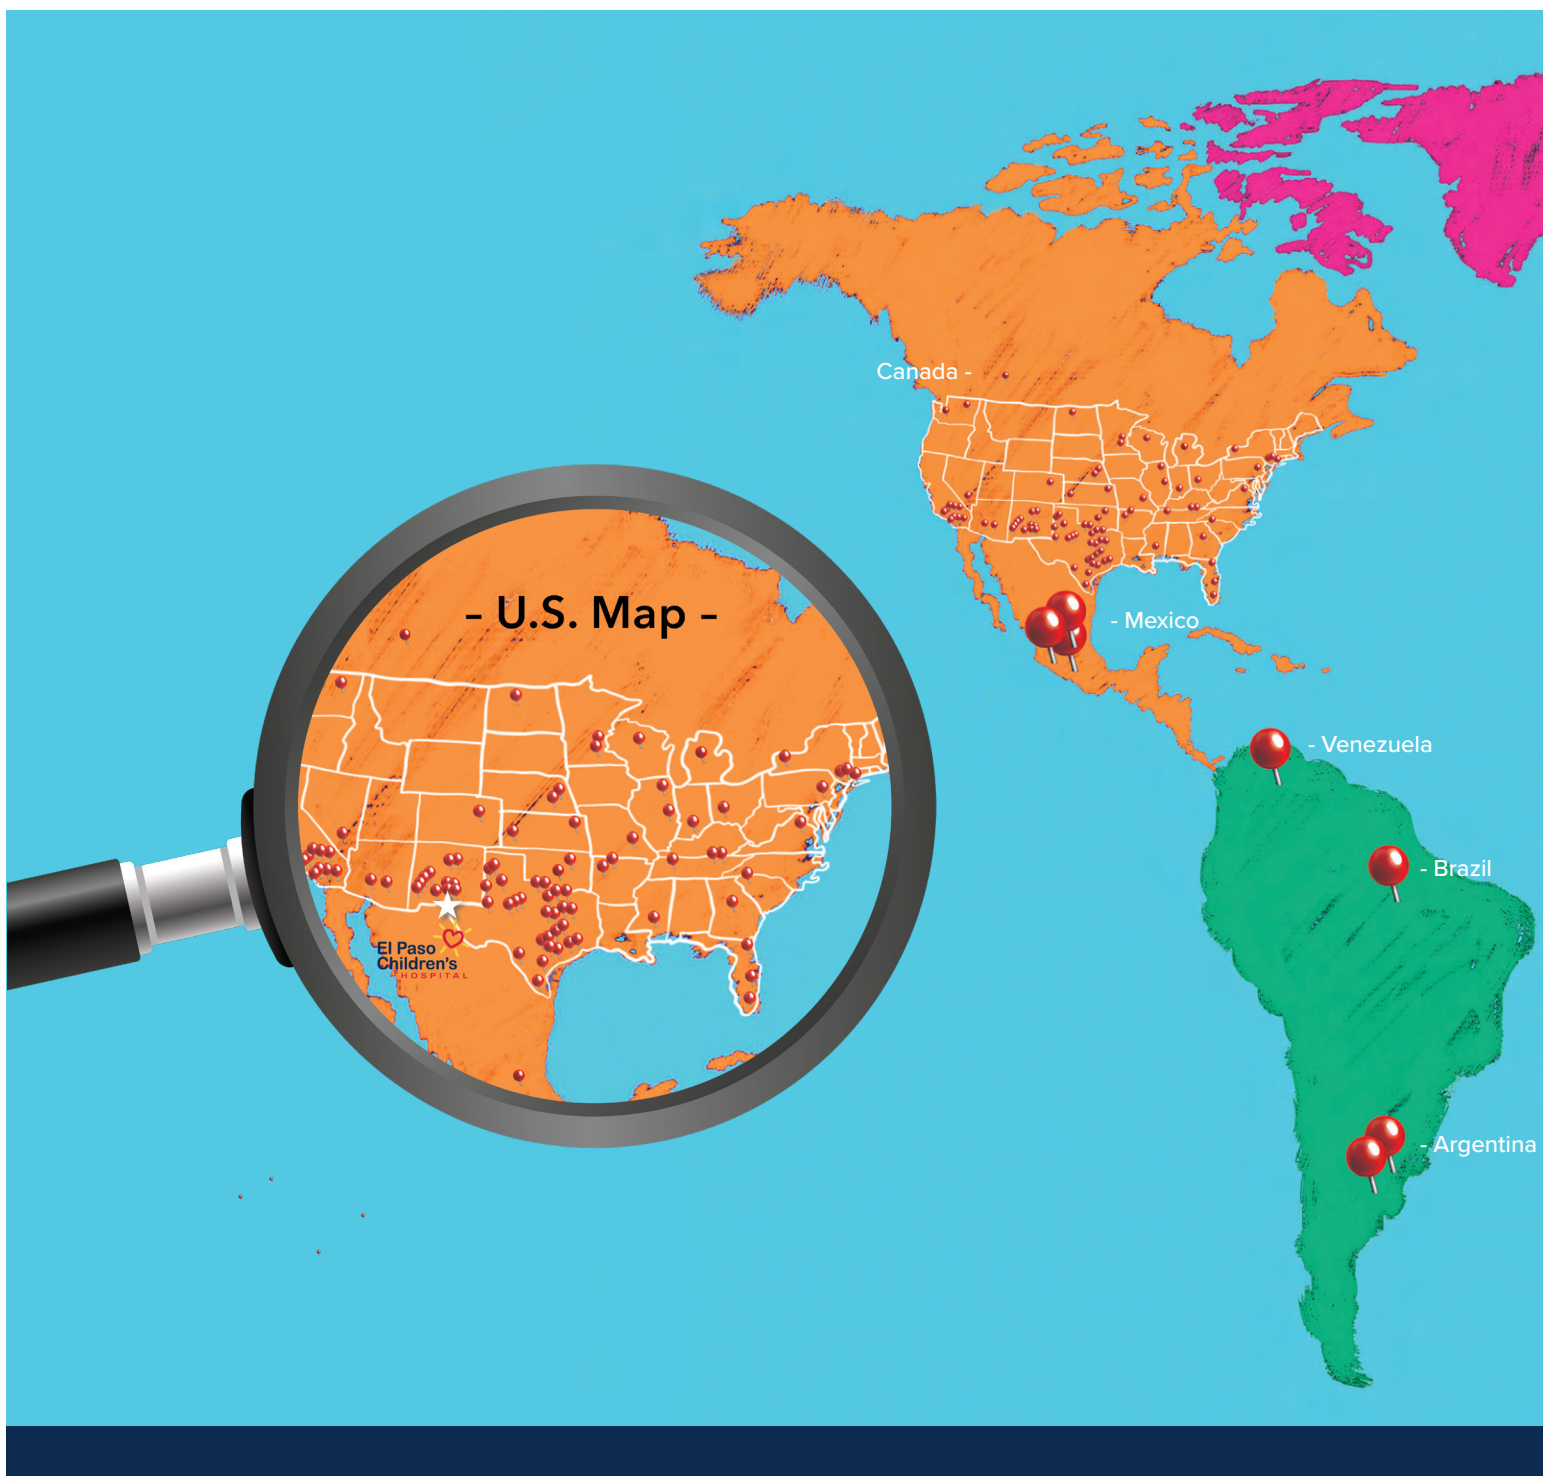 Canada -
- U.S. Map -
- Mexico
- Venezuela
- Brazil
El Paso
Children's
HOSPITAL
- Argentina